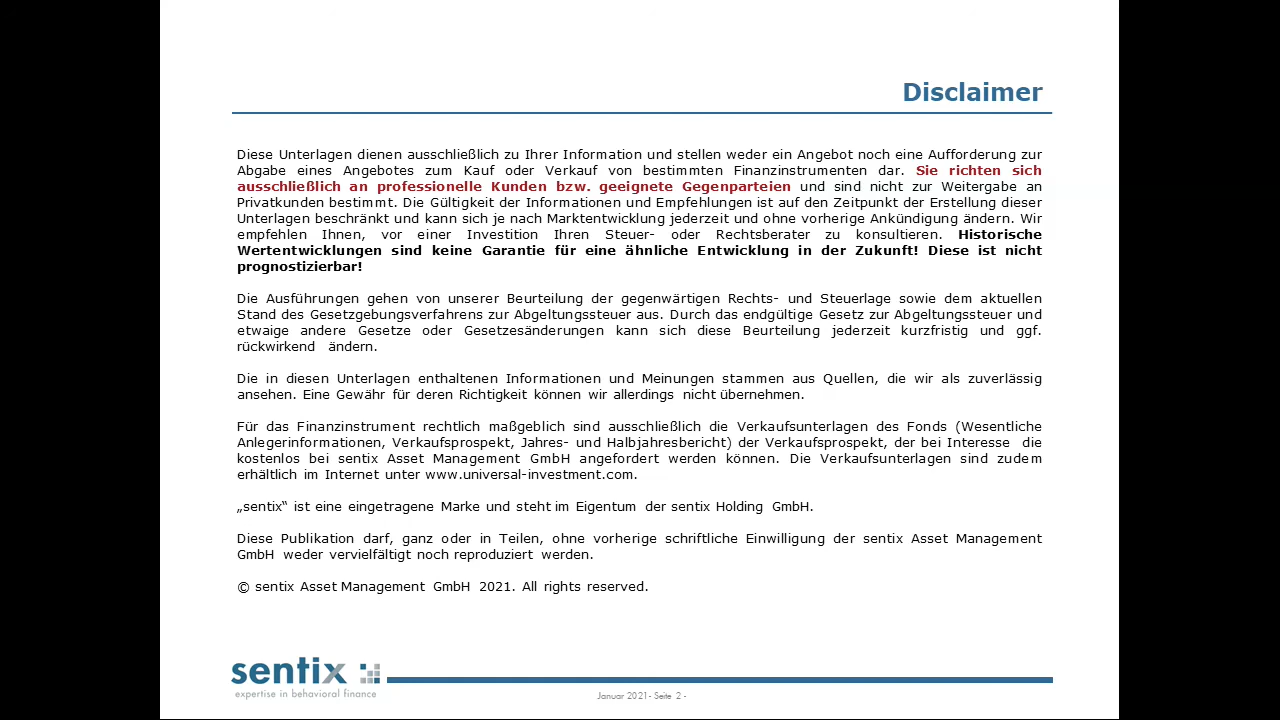 Disclaimer
Diese Unterlagen dienen ausschließlich zu Ihrer Information und stellen weder ein Angebot noch eine Aufforderung zur
Abgabe eines Angebotes zum Kauf oder Verkauf von bestimmten Finanzinstrumenten dar. Sie richten sich
ausschließlich an professionelle Kunden bzw. geeignete Gegenparteien und sind nicht zur Weitergabe an
Privatkunden bestimmt. Die Gültigkeit der Informationen und Empfehlungen ist auf den Zeitpunkt der Erstellung dieser
Unterlagen beschränkt und kann sich je nach Marktentwicklung jederzeit und ohne vorherige Ankündigung ändern. Wir
empfehlen Ihnen, vor einer Investition Ihren Steuer- oder Rechtsberater zu konsultieren. Historische
Wertentwicklungen sind keine Garantie für eine ähnliche Entwicklung in der Zukunft! Diese ist nicht
prognostizierbar!
Die Ausführungen gehen von unserer Beurteilung der gegenwärtigen Rechts- und Steuerlage sowie dem aktuellen
Stand des Gesetzgebungsverfahrens zur Abgeltungssteuer aus. Durch das endgültige Gesetz zur Abgeltungssteuer und
etwaige andere Gesetze oder Gesetzesänderungen kann sich diese Beurteilung jederzeit kurzfristig und ggf.
rückwirkend ändern.
Die in diesen Unterlagen enthaltenen Informationen und Meinungen stammen aus Quellen, die wir als zuverlässig
ansehen. Eine Gewähr für deren Richtigkeit können wir allerdings nicht übernehmen.
Für das Finanzinstrument rechtlich maßgeblich sind ausschließlich die Verkaufsunterlagen des Fonds (Wesentliche
Anlegerinformationen, Verkaufsprospekt, Jahres- und Halbjahresbericht) der Verkaufsprospekt, der bei Interesse die
kostenlos bei sentix Asset Management GmbH angefordert werden können. Die Verkaufsunterlagen sind zudem
erhältlich im Internet unter www.universal-investment.com.
„sentix“ ist eine eingetragene Marke und steht im Eigentum der sentix Holding GmbH.
Diese Publikation darf, ganz oder in Teilen, ohne vorherige schriftliche Einwilligung der sentix Asset Management
GmbH weder vervielfältigt noch reproduziert werden.
© sentix Asset Management GmbH 2021. All rights reserved.
sentix
expertise in behavioral finance
Januar 2021- Seite 2 -